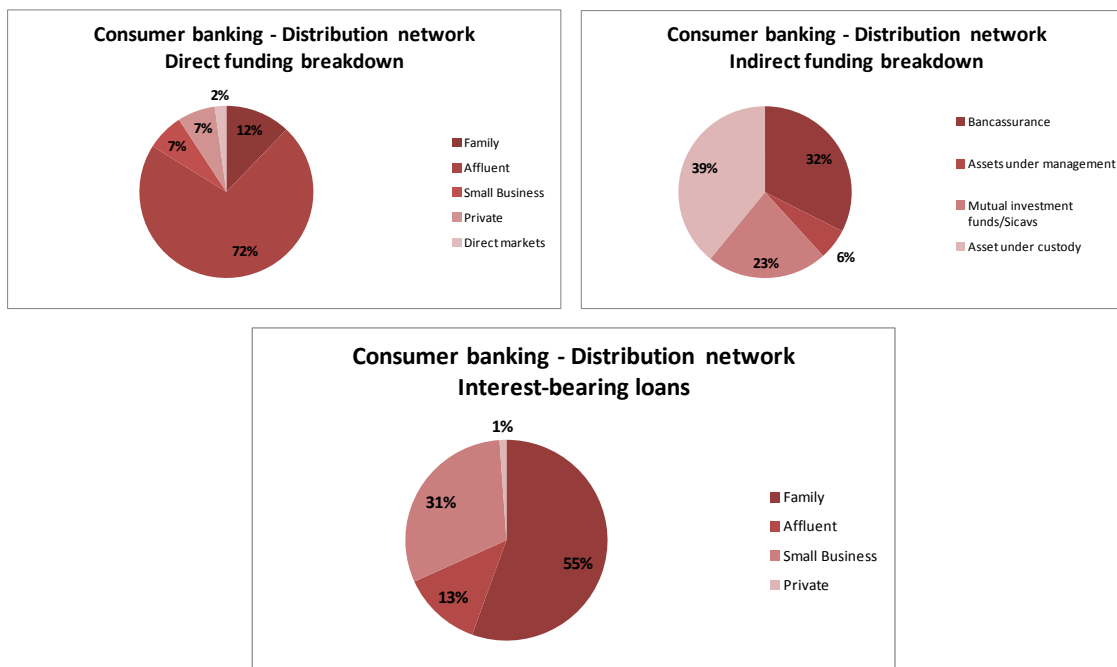 Consumer banking - Distribution network
Direct funding breakdown
2%
12%
7%
7%
72%
Family
Affluent
Small Business
Private
Direct markets
Consumer banking - Distribution network
Indirect funding breakdown
32%
39%
6%
23%
Bancassurance
Assets under management
Mutual investment
funds/Sicavs
Asset under custody
Consumer banking - Distribution network
Interest-bearing loans
1%
31%
55%
13%
Family
Affluent
Small Business
Private